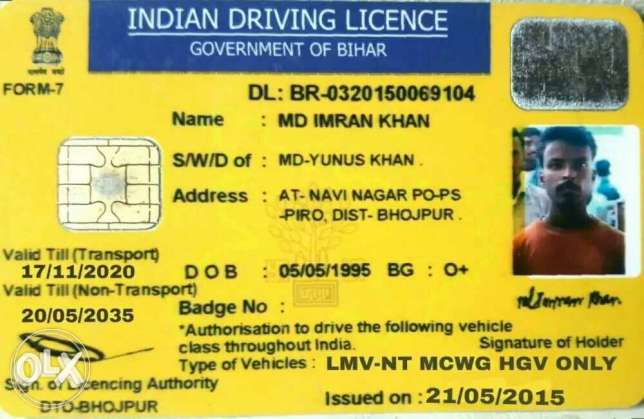 INDIAN DRIVING LICENCE
GOVERNMENT OF BIHAR
सत्यमेव जयते
FORM-7
DL: BR-0320150069104
Name : MD IMRAN KHAN
S/W/D of : MD-YUNUS KHAN .
Address : AT- NAVI NAGAR PO-PS
-PIRO, DIST- BHOJPUR .
Valid Till (Transport)
17/11/2020
D O B : 05/05/1995 BG : O+
Valid Till (Non-Transport)
20/05/2035
Badge No :
Md Imran Khan
*Authorisation to drive the following vehicle
class throughout India.
Signature of Holder
Type of Vehicles : LMV-NT MCWG HGV ONLY
OLX
Sign. of Licencing Authority
DTO-BHOJPUR
Issued on : 21/05/2015